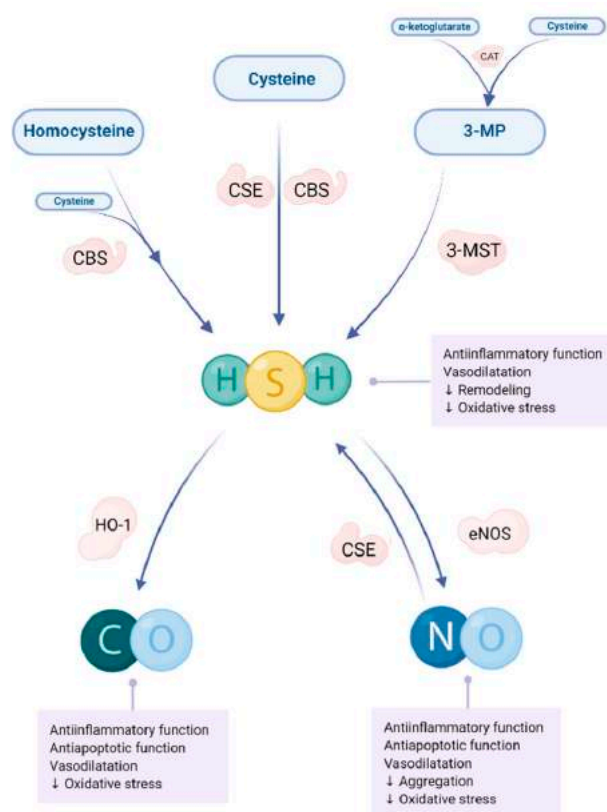 α-ketoglutarate
Cysteine
CAT
Cysteine
3-MP
Homocysteine
Cysteine
CSE
CBS
CBS
3-MST
H S H
Antiinflammatory function
Vasodilatation
↓ Remodeling
↓ Oxidative stress
HO-1
CSE
eNOS
C O
N O
Antiinflammatory function
Antiapoptotic function
Vasodilatation
↓ Oxidative stress
Antiinflammatory function
Antiapoptotic function
Vasodilatation
↓ Aggregation
↓ Oxidative stress